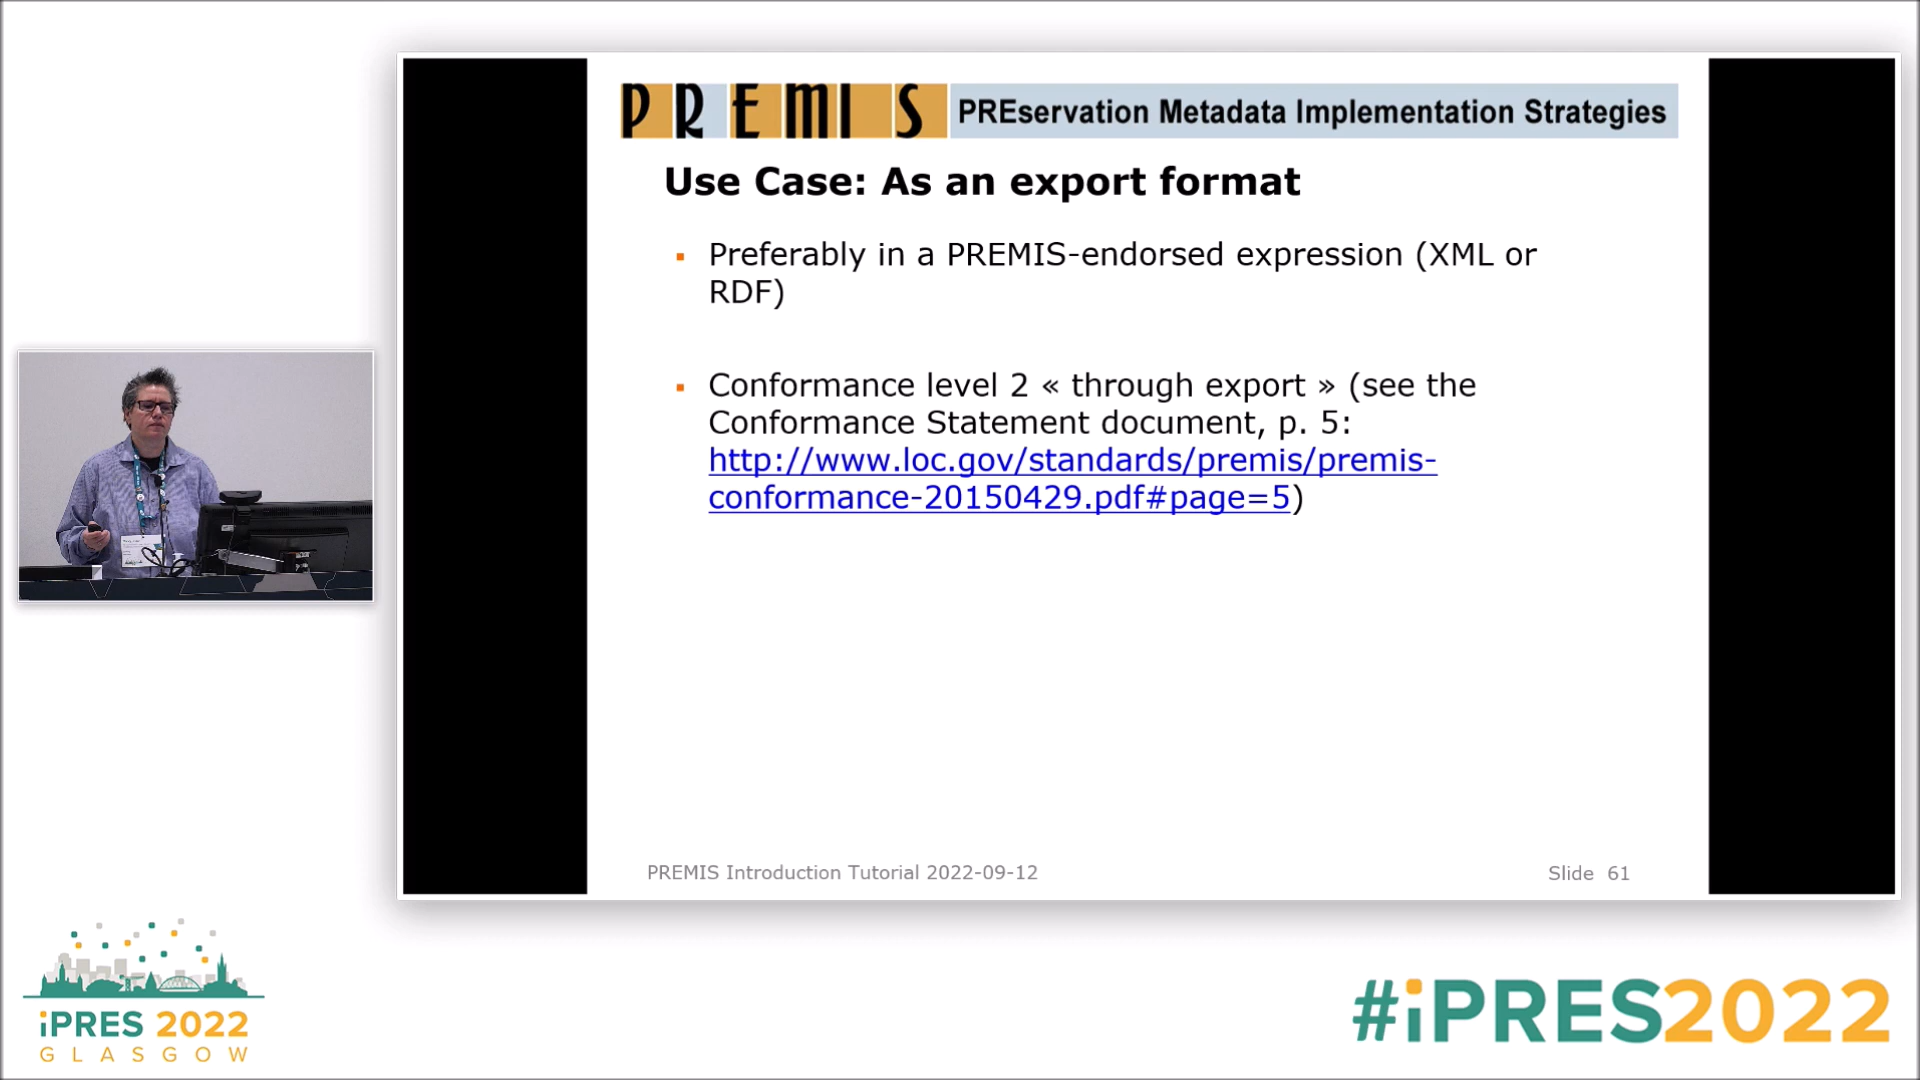 PREMIS PREservation Metadata Implementation Strategies
Use Case: As an export format
▪ Preferably in a PREMIS-endorsed expression (XML or
RDF)
▪ Conformance level 2 « through export » (see the
Conformance Statement document, p. 5:
http://www.loc.gov/standards/premis/premis-
conformance-20150429.pdf#page=5)
PREMIS Introduction Tutorial 2022-09-12
Slide 61
iPRES 2022
GLASGOW
#iPRES2022